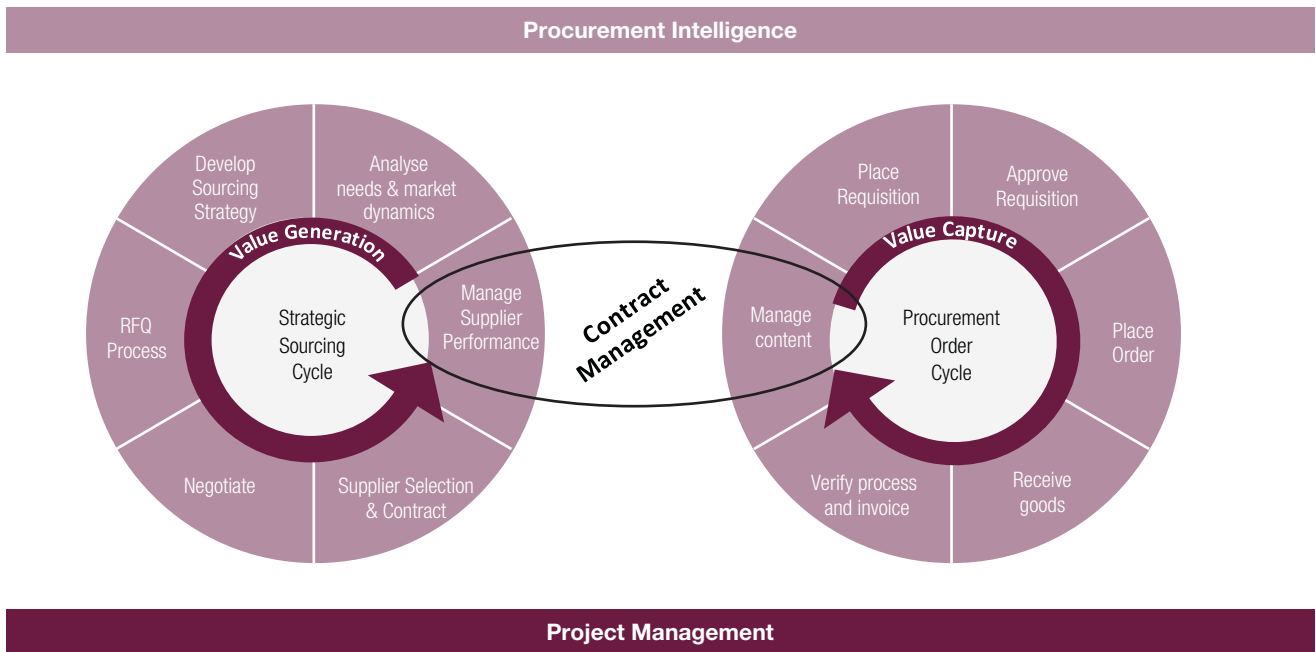 Procurement Intelligence
Develop
Sourcing
Strategy
Analyse
needs & market
dynamics
Value Generation
RFQ
Process
Strategic
Sourcing
Cycle
Manage
Supplier
Performance
Negotiate
Supplier Selection
& Contract
Contract
Management
Place
Requisition
Approve
Requisition
Value Capture
Manage
content
Procurement
Order
Cycle
Place
Order
Verify process
and invoice
Receive
goods
Project Management